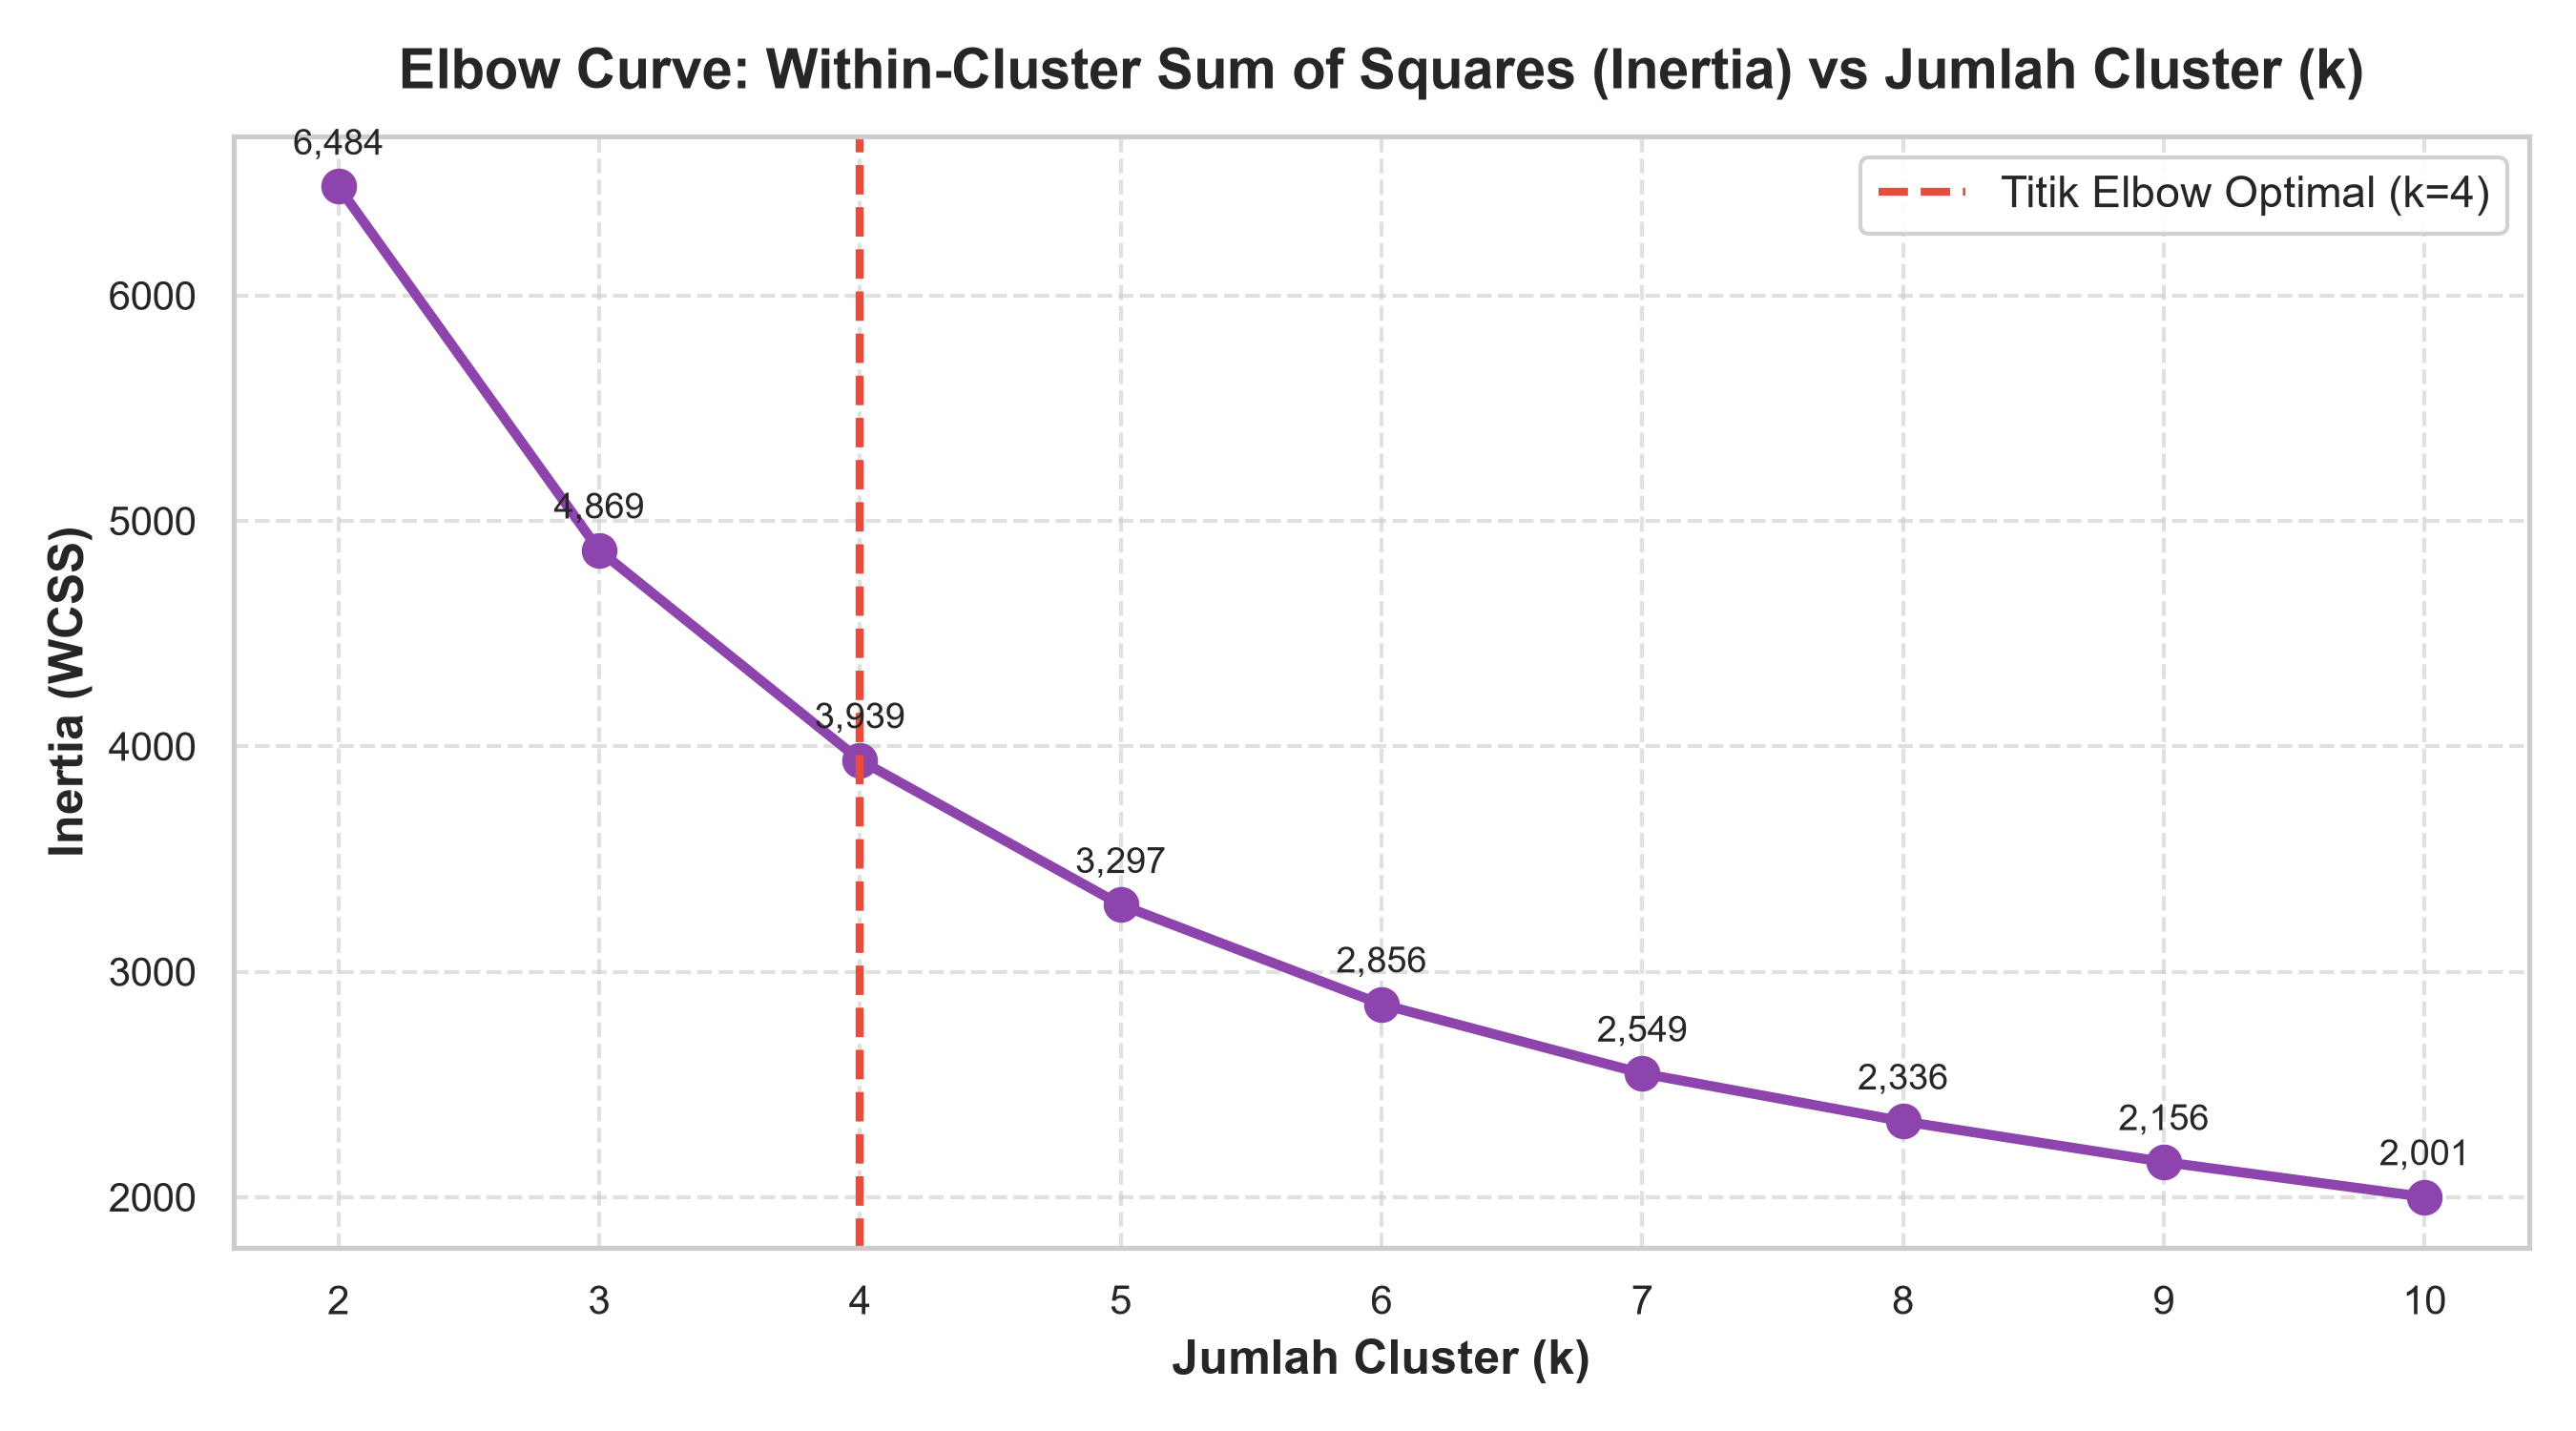 Elbow Curve: Within-Cluster Sum of Squares (Inertia) vs Jumlah Cluster (k)
Titik Elbow Optimal (k=4)
6,484
4,869
3,939
3,297
2,856
2,549
2,336
2,156
2,001
Inertia (WCSS)
6000
5000
4000
3000
2000
2 3 4 5 6 7 8 9 10
Jumlah Cluster (k)